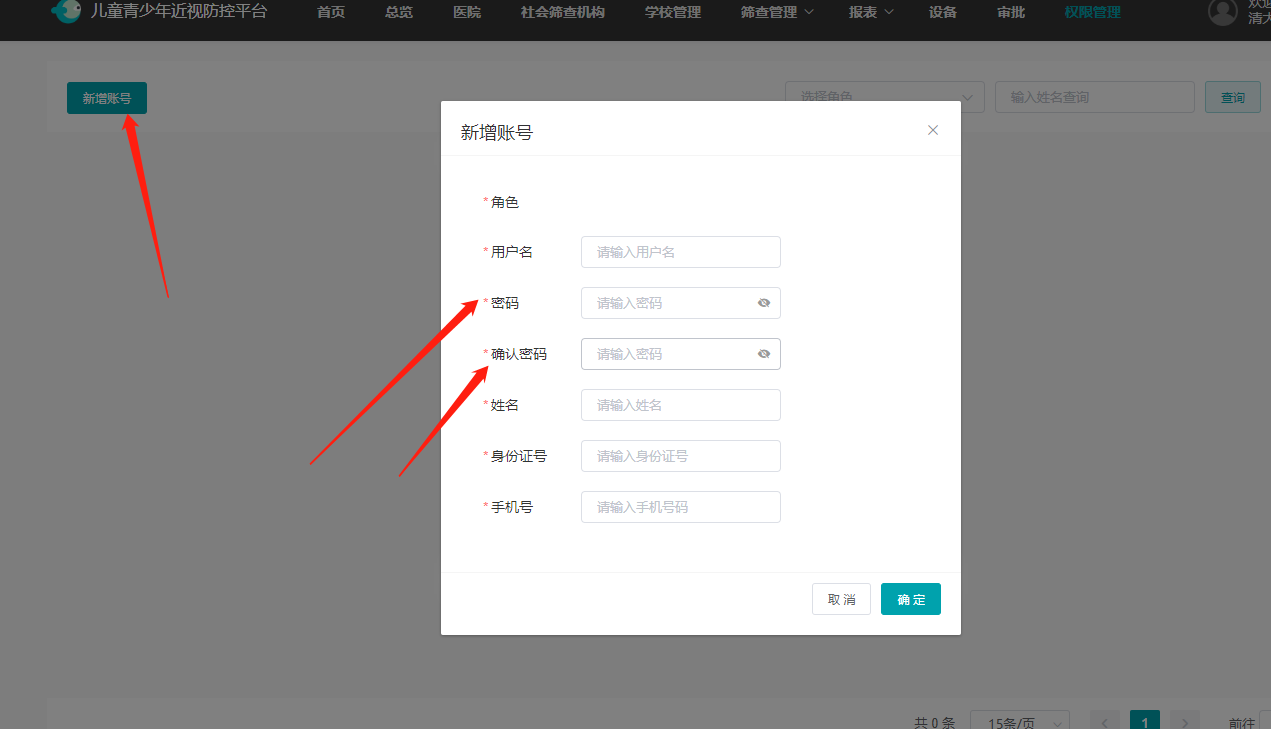 儿童青少年近视防控平台 首页 总览 医院 社会筛查机构 学校管理 筛查管理 报表 设备 审批 权限管理
新增账号 选择角色 输入姓名查询 查询
新增账号
*角色
*用户名 请输入用户名
*密码 请输入密码
*确认密码 请输入密码
*姓名 请输入姓名
*身份证号 请输入身份证号
*手机号 请输入手机号码
取消 确定
共 0 条 15条/页 1 前往